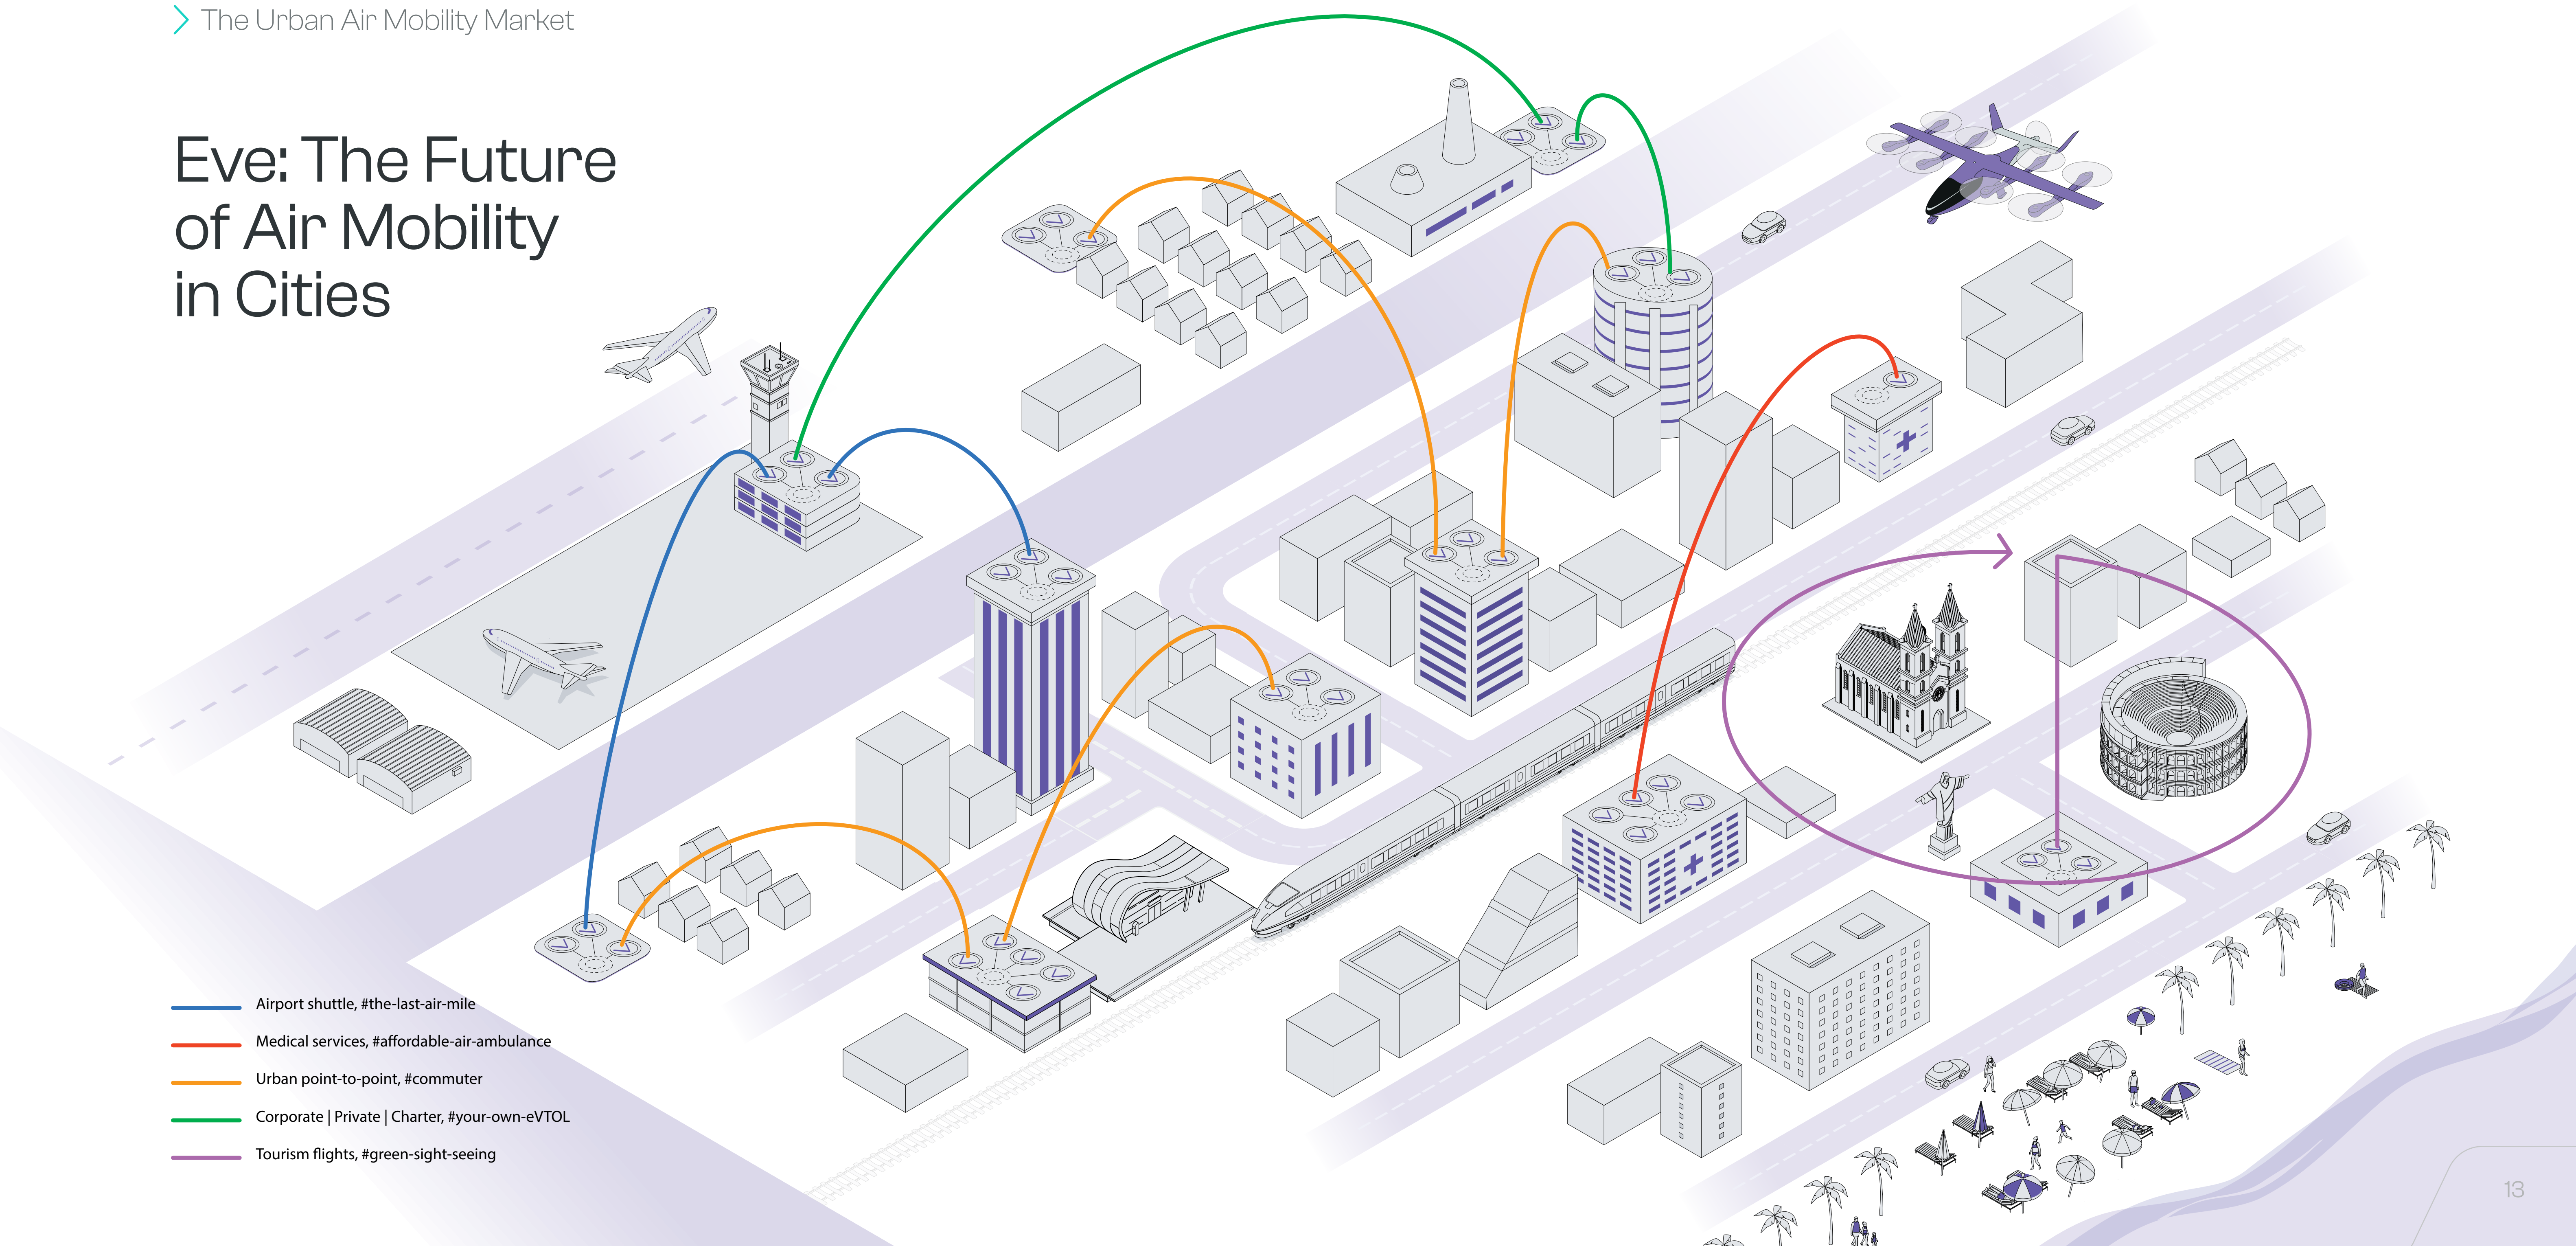 The Urban Air Mobility Market
Eve: The Future
of Air Mobility
in Cities
Airport shuttle, #the-last-air-mile
Medical services, #affordable-air-ambulance
Urban point-to-point, #commuter
Corporate | Private | Charter, #your-own-eVTOL
Tourism flights, #green-sight-seeing
13